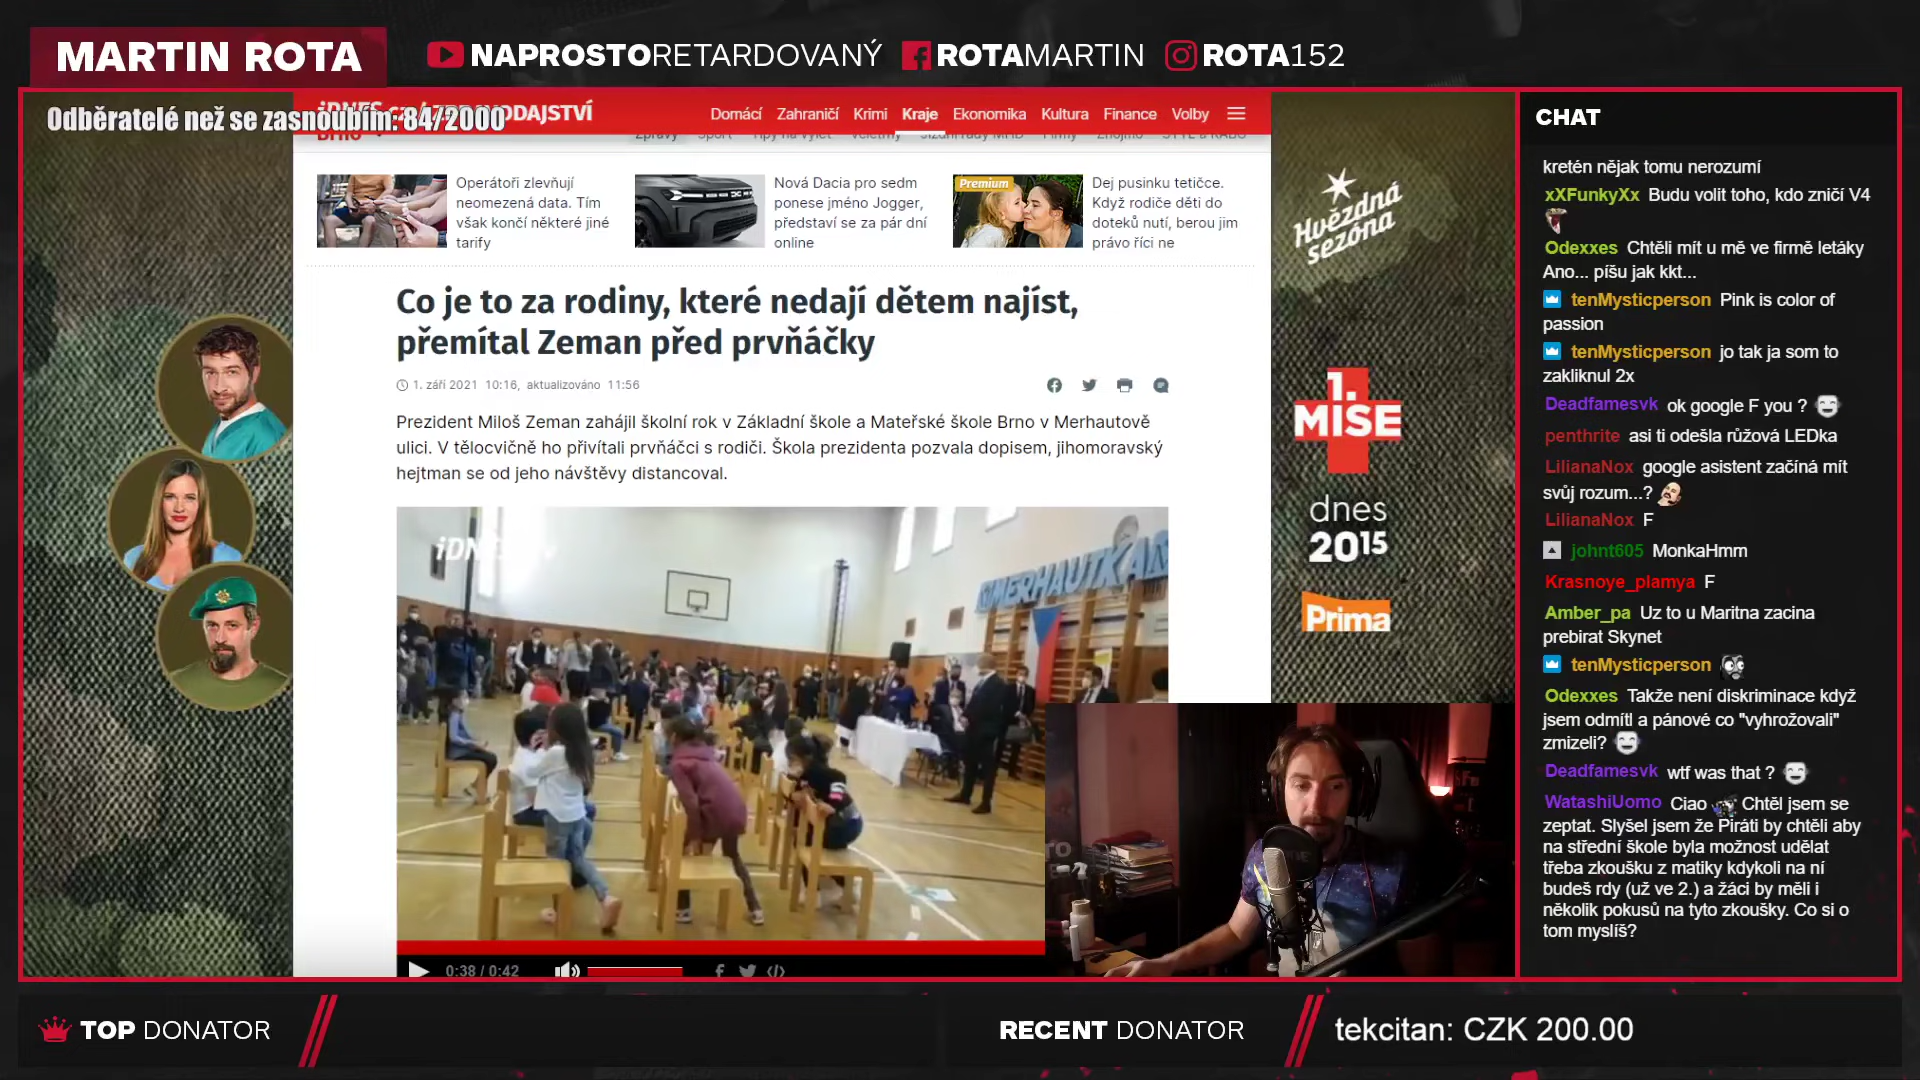 MARTIN ROTA
NAPROSTORETARDOVANÝ
ROTAMARTIN
ROTA152
Odběratelé než se zasnoubím: 84/2000
Domácí Zahraničí Krimi Kraje Ekonomika Kultura Finance Volby
Operátoři zlevňují
neomezená data. Tím
však končí některé jiné
tarify
Nová Dacia pro sedm
ponese jméno Jogger,
představí se za pár dní
online
Premium
Dej pusinku tetičce.
Když rodiče děti do
doteků nutí, berou jim
právo říci ne
Co je to za rodiny, které nedají dětem najíst,
přemítal Zeman před prvňáčky
1. září 2021 10:16, aktualizováno 11:56
Prezident Miloš Zeman zahájil školní rok v Základní škole a Mateřské škole Brno v Merhautově
ulici. V tělocvičně ho přivítali prvňáčci s rodiči. Škola prezidenta pozvala dopisem, jihomoravský
hejtman se od jeho návštěvy distancoval.
0:38 / 0:42
Hvězdná
sezóna
1.
MISE
dnes
2015
Prima
CHAT
kretén nějak tomu nerozumí
xXFunkyXx Budu volit toho, kdo zničí V4
Odexxes Chtěli mít u mě ve firmě letáky
Ano... píšu jak kkt...
tenMysticperson Pink is color of
passion
tenMysticperson jo tak ja som to
zakliknul 2x
Deadfamesvk ok google F you ?
penthrite asi ti odešla růžová LEDka
LilianaNox google asistent začíná mít
svůj rozum...?
LilianaNox F
johnt605 MonkaHmm
Krasnoye_plamya F
Amber_pa Uz to u Maritna zacina
prebirat Skynet
tenMysticperson
Odexxes Takže není diskriminace když
jsem odmítl a pánové co "vyhrožovali"
zmizeli?
Deadfamesvk wtf was that ?
WatashiUomo Ciao Chtěl jsem se
zeptat. Slyšel jsem že Piráti by chtěli aby
na střední škole byla možnost udělat
třeba zkoušku z matiky kdykoli na ní
budeš rdy (už ve 2.) a žáci by měli i
několik pokusů na tyto zkoušky. Co si o
tom myslíš?
TOP DONATOR
RECENT DONATOR
tekcitan: CZK 200.00